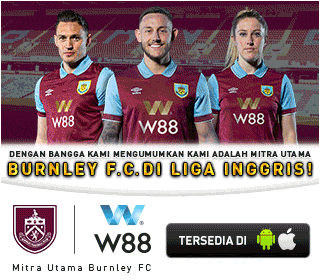 W88
W88
W88
DENGAN BANGGA KAMI MENGUMUMKAN KAMI ADALAH MITRA UTAMA
BURNLEY F.C. DI LIGA INGGRIS!
W
W88
TERSEDIA DI
Mitra Utama Burnley FC